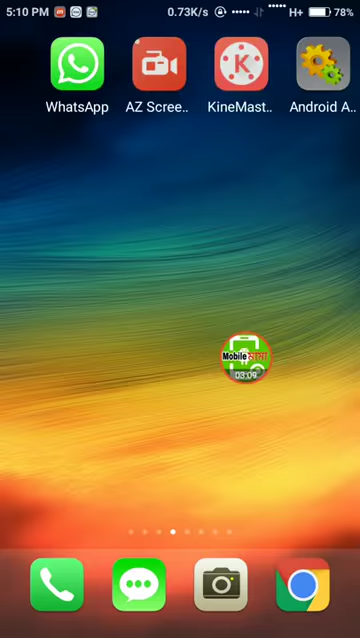 5:10 PM 0.73K/s H+ 78%
WhatsApp AZ Scree.. KineMast.. Android A..
Mobile মামা
03:09